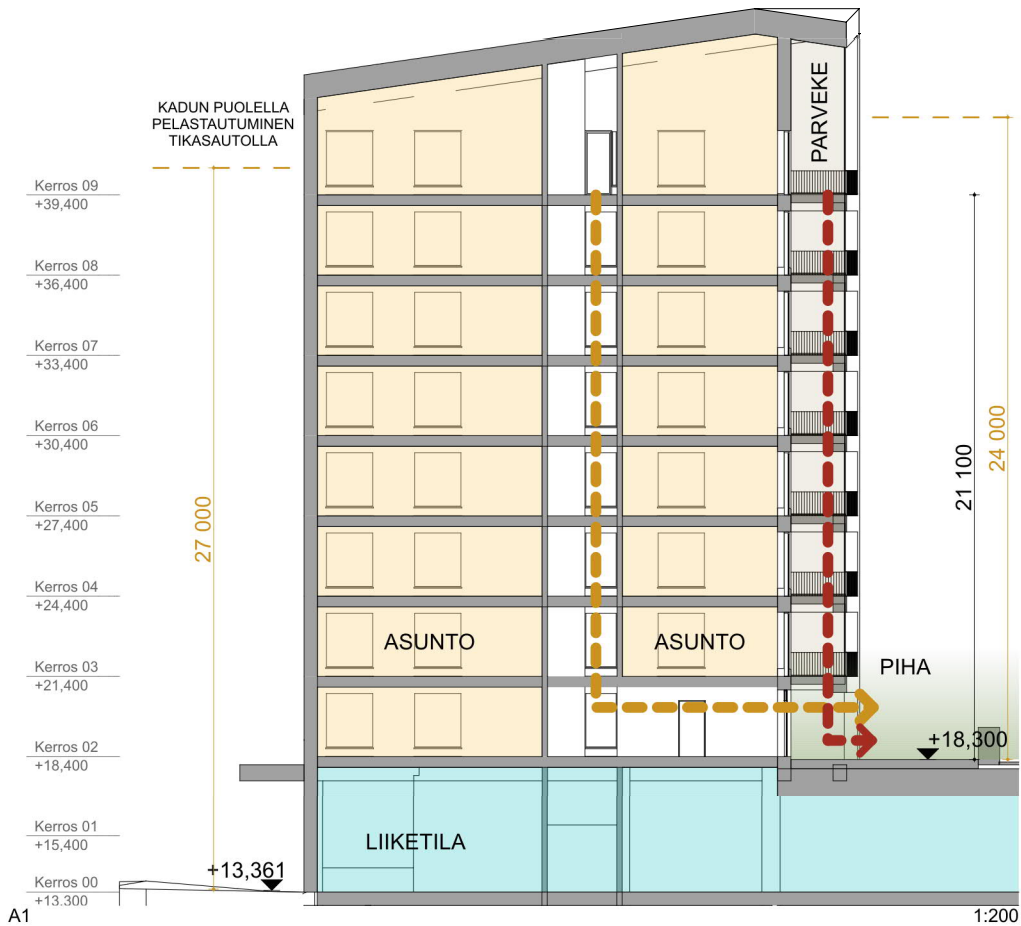 KADUN PUOLELLA
PELASTAUTUMINEN
TIKASAUTOLLA
PARVEKE
Kerros 09
+39,400
Kerros 08
+36,400
Kerros 07
+33,400
Kerros 06
+30,400
Kerros 05
+27,400
Kerros 04
+24,400
Kerros 03
+21,400
Kerros 02
+18,400
Kerros 01
+15,400
Kerros 00
+13.300
27 000
21 100
24 000
ASUNTO
ASUNTO
PIHA
+18,300
LIIKETILA
+13,361
A1
1:200